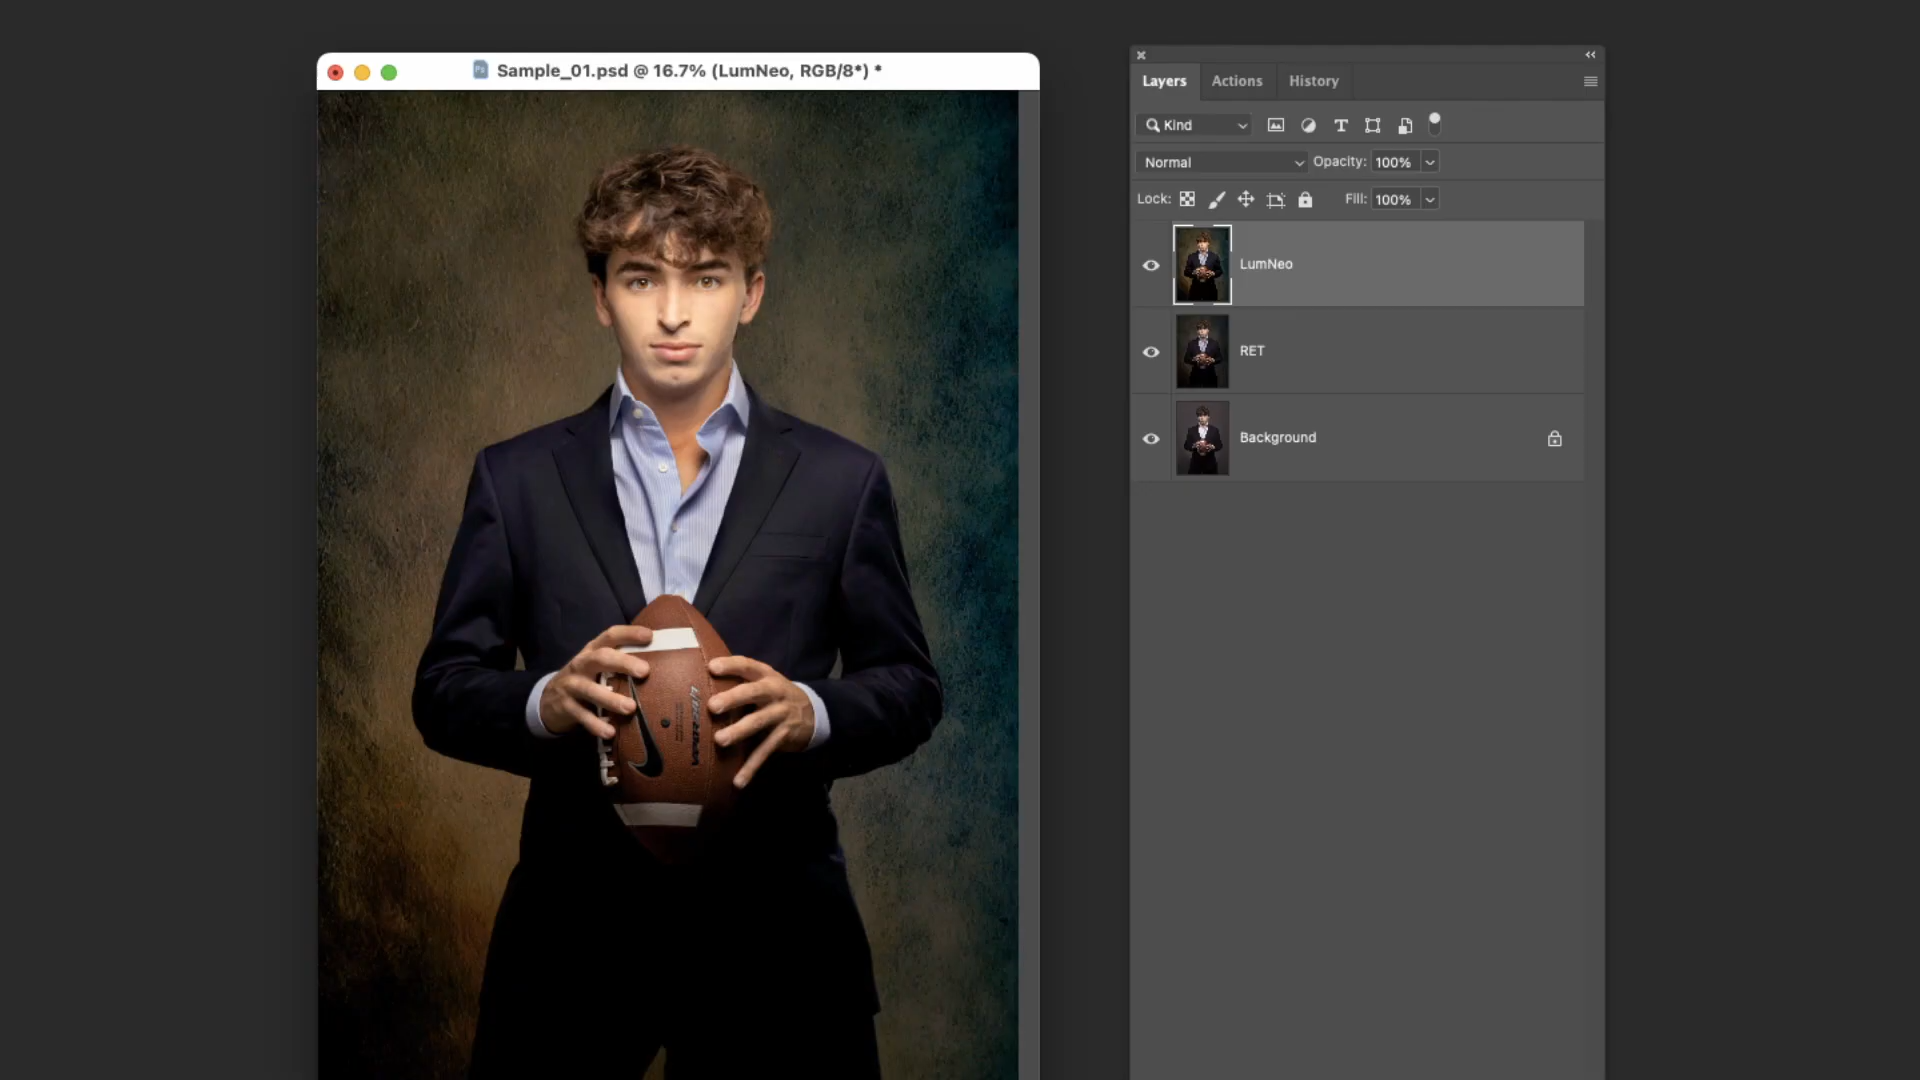 Sample_01.psd @ 16.7% (LumNeo, RGB/8*) *
Layers Actions History
Kind
Normal Opacity: 100%
Lock: Fill: 100%
LumNeo
RET
Background